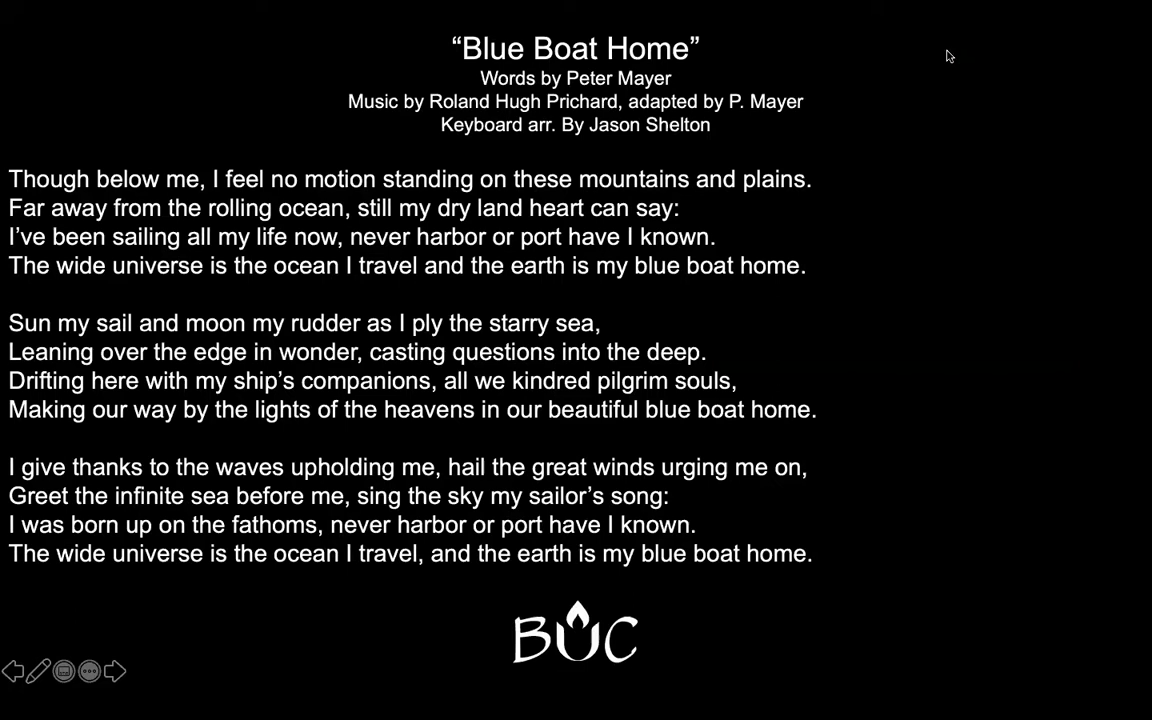 “Blue Boat Home”
Words by Peter Mayer
Music by Roland Hugh Prichard, adapted by P. Mayer
Keyboard arr. By Jason Shelton
Though below me, I feel no motion standing on these mountains and plains.
Far away from the rolling ocean, still my dry land heart can say:
I’ve been sailing all my life now, never harbor or port have I known.
The wide universe is the ocean I travel and the earth is my blue boat home.
Sun my sail and moon my rudder as I ply the starry sea,
Leaning over the edge in wonder, casting questions into the deep.
Drifting here with my ship’s companions, all we kindred pilgrim souls,
Making our way by the lights of the heavens in our beautiful blue boat home.
I give thanks to the waves upholding me, hail the great winds urging me on,
Greet the infinite sea before me, sing the sky my sailor’s song:
I was born up on the fathoms, never harbor or port have I known.
The wide universe is the ocean I travel, and the earth is my blue boat home.
BUC